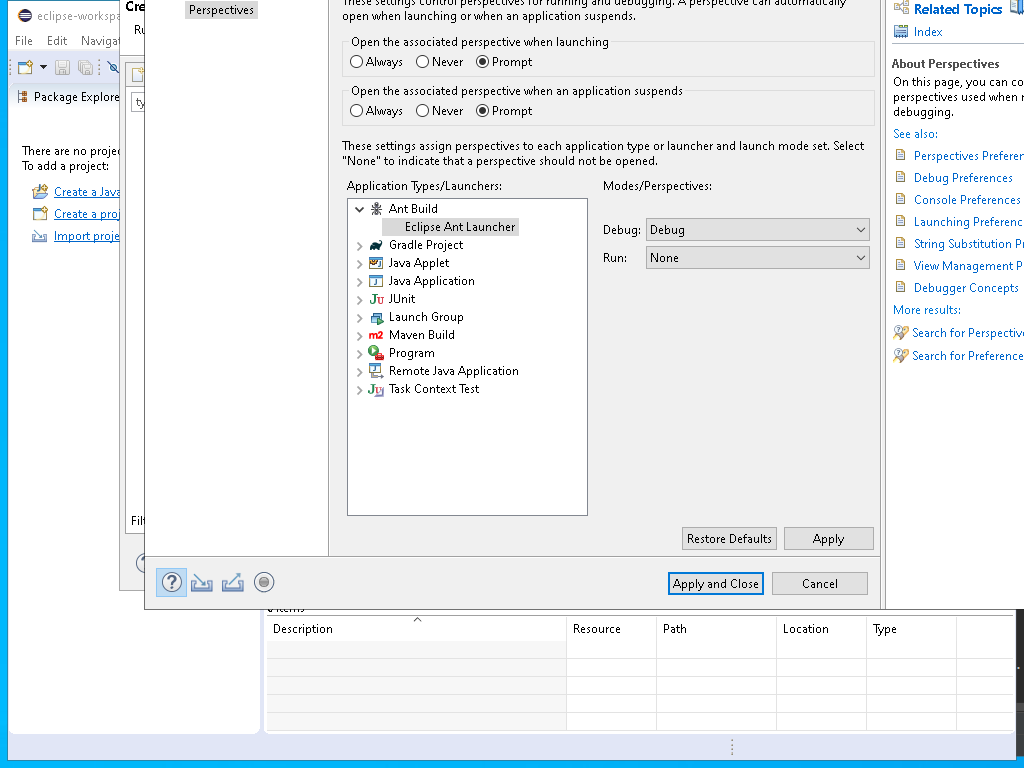 eclipse-workspa
File Edit Navigat
Package Explore
There are no projec
To add a project:
Create a Java
Create a proj
Import proje
Cre
Ru
ty
Filt
Perspectives
These settings control perspectives for running and debugging. A perspective can automatically
open when launching or when an application suspends.
Open the associated perspective when launching
Always Never Prompt
Open the associated perspective when an application suspends
Always Never Prompt
These settings assign perspectives to each application type or launcher and launch mode set. Select
"None" to indicate that a perspective should not be opened.
Application Types/Launchers:
Ant Build
Eclipse Ant Launcher
Gradle Project
Java Applet
Java Application
JUnit
Launch Group
Maven Build
Program
Remote Java Application
Task Context Test
Modes/Perspectives:
Debug: Debug
Run: None
Restore Defaults Apply
Apply and Close Cancel
Related Topics
Index
About Perspectives
On this page, you can co
perspectives used when r
debugging.
See also:
Perspectives Preferen
Debug Preferences
Console Preferences
Launching Preferenc
String Substitution Pr
View Management P
Debugger Concepts
More results:
Search for Perspective
Search for Preference
items
Description Resource Path Location Type